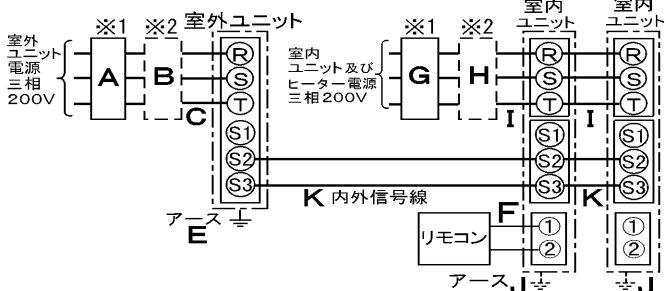 ※1
※2
室外ユニット
室外
ユニット
電源
三相
200V
A
B
C
R
S
T
S1
S2
S3
アース
E
※1
※2
室内
ユニット
室内
ユニット
室内
ユニット及び
ヒーター電源
三相200V
G
H
I
I
R
S
T
S1
S2
S3
R
S
T
S1
S2
S3
K 内外信号線
K
F
リモコン
①
②
①
②
アース J
J